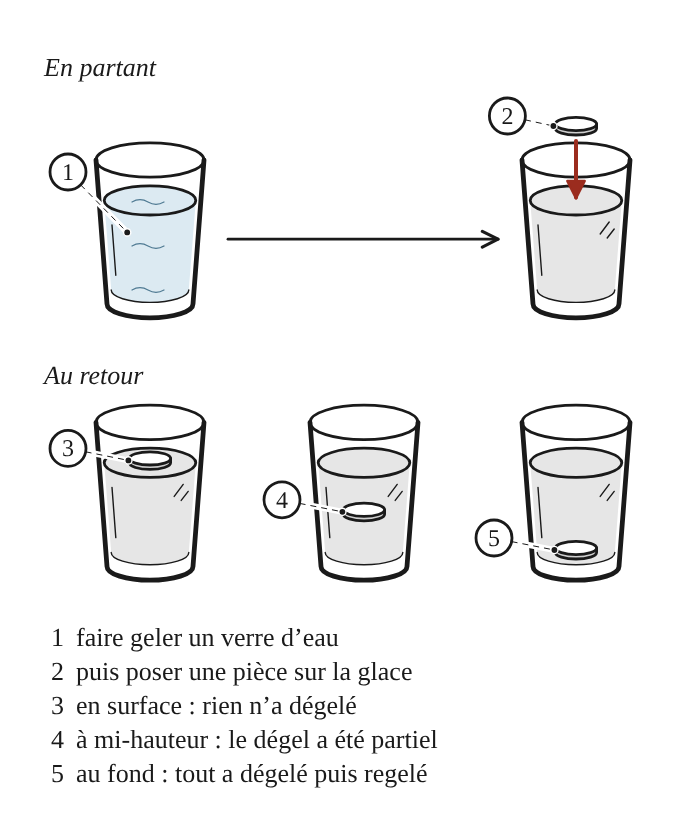 En partant
1
2
Au retour
3
4
5
1 faire geler un verre d’eau
2 puis poser une pièce sur la glace
3 en surface : rien n’a dégelé
4 à mi-hauteur : le dégel a été partiel
5 au fond : tout a dégelé puis regelé